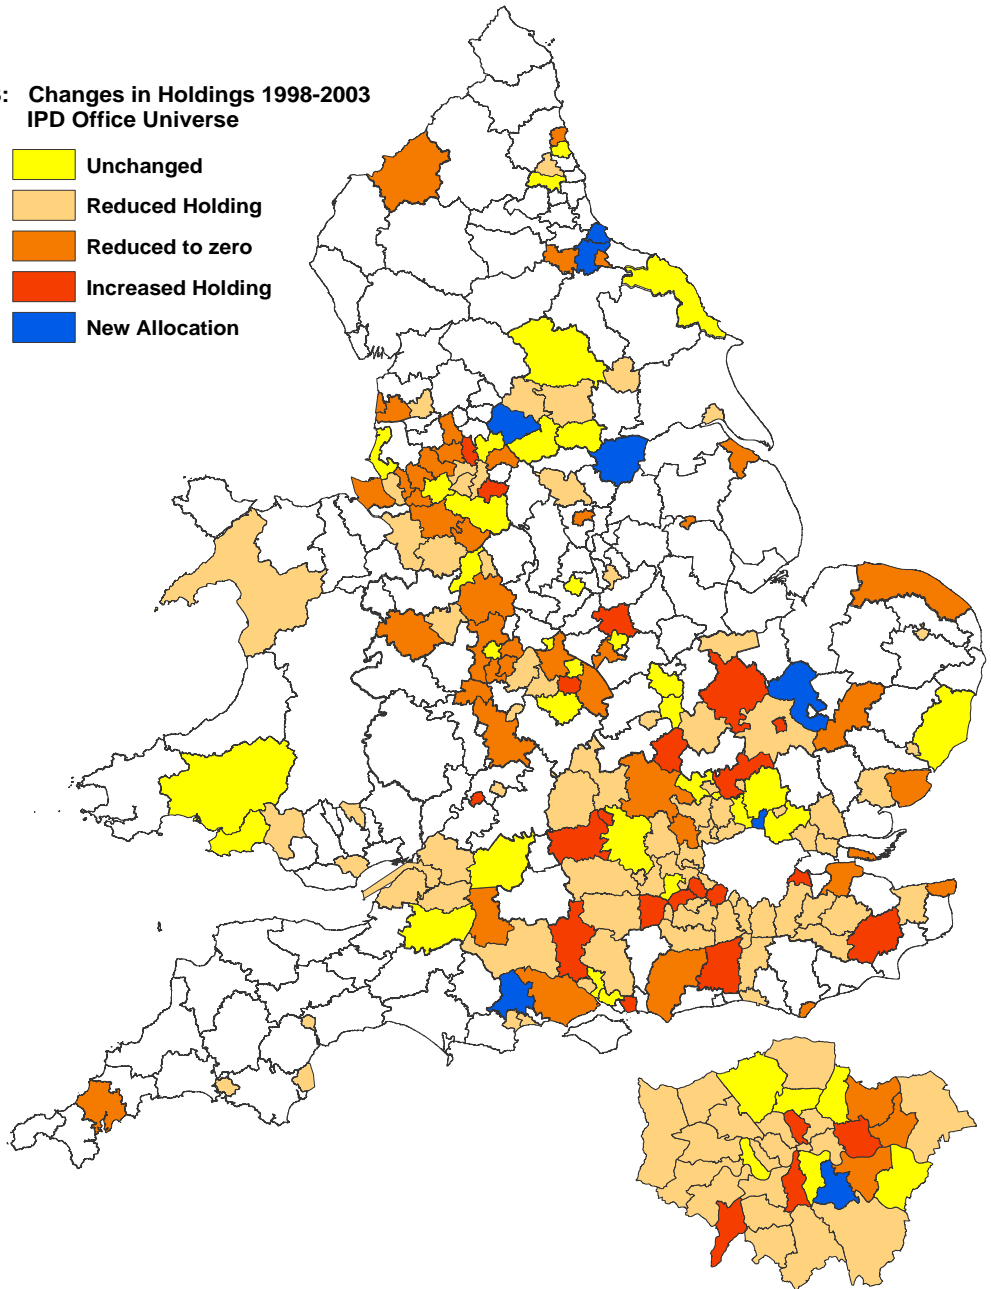 : Changes in Holdings 1998-2003
IPD Office Universe
Unchanged
Reduced Holding
Reduced to zero
Increased Holding
New Allocation